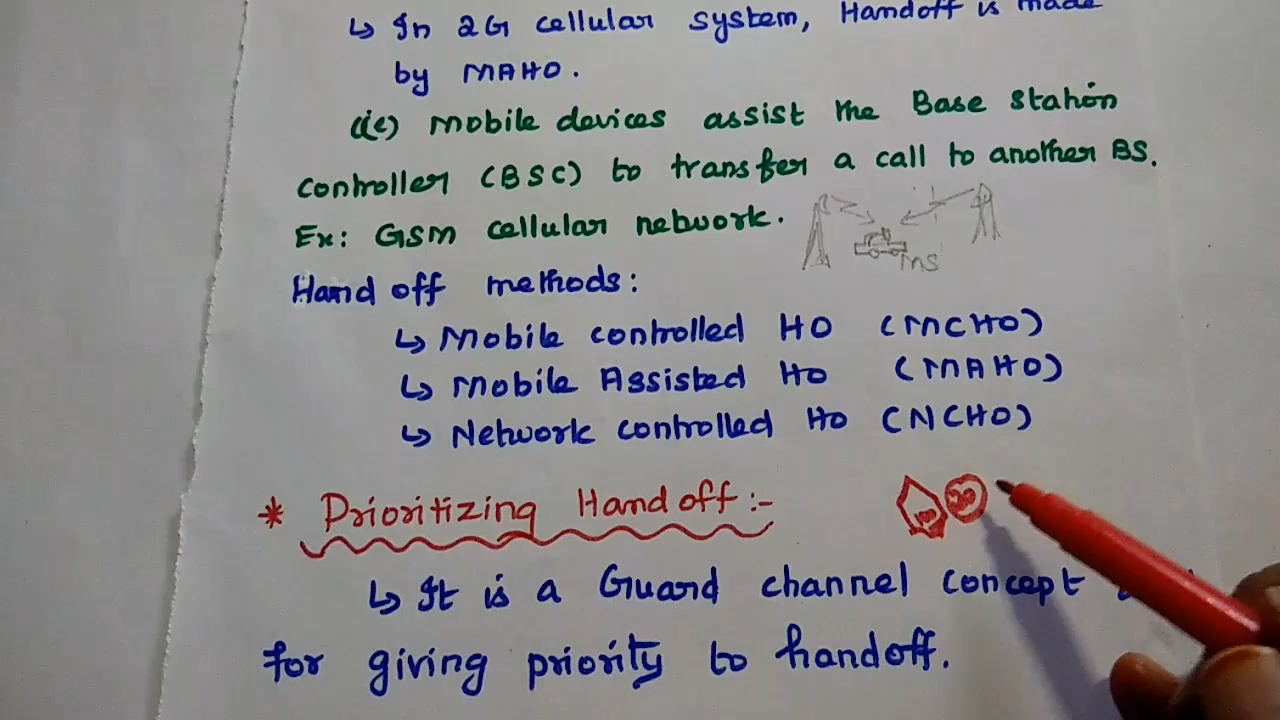 ↳ In 2G cellular system, Handoff is made
by MAHO.
(ie) Mobile devices assist the Base Station
controller (BSC) to transfer a call to another BS.
Ex: GSM cellular network.
MS
Hand off methods:
↳ Mobile controlled HO (MCHO)
↳ Mobile Assisted HO (MAHO)
↳ Network controlled HO (NCHO)
* Prioritizing Handoff :-
↳ It is a Guard channel concept
for giving priority to handoff.